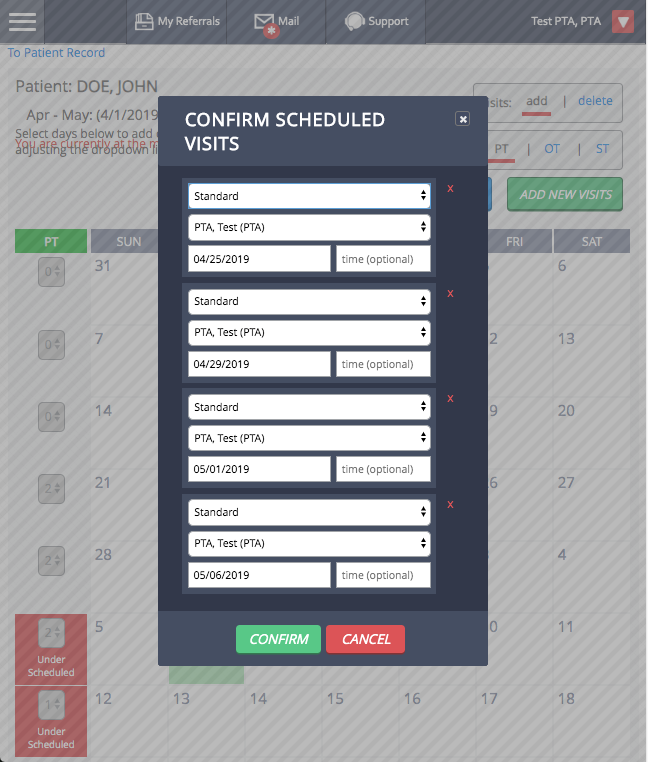 My Referrals
Mail
Support
Test PTA, PTA
To Patient Record
Patient: DOE, JOHN
Apr - May: (4/1/2019
visits: add | delete
Select days below to add
You are currently at the m
adjusting the dropdown
PT | OT | ST
ADD NEW VISITS
CONFIRM SCHEDULED
VISITS
Standard x
PTA, Test (PTA)
04/25/2019 time (optional)
Standard x
PTA, Test (PTA)
04/29/2019 time (optional)
Standard x
PTA, Test (PTA)
05/01/2019 time (optional)
Standard x
PTA, Test (PTA)
05/06/2019 time (optional)
CONFIRM CANCEL
PT SUN FRI SAT
0 31 6
0 7 2 13
0 14 9 20
2 21 6 27
2 28 4
2 5 0 11
Under
Scheduled
1 12 13 14 15 16 17 18
Under
Scheduled